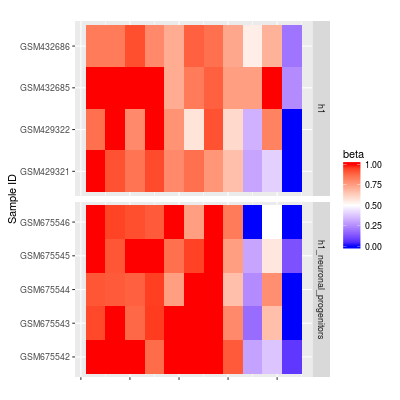 Sample ID
GSM432686
GSM432685
GSM429322
GSM429321
h1
GSM675546
GSM675545
GSM675544
GSM675543
GSM675542
h1_neuronal_progenitors
beta
1.00
0.75
0.50
0.25
0.00